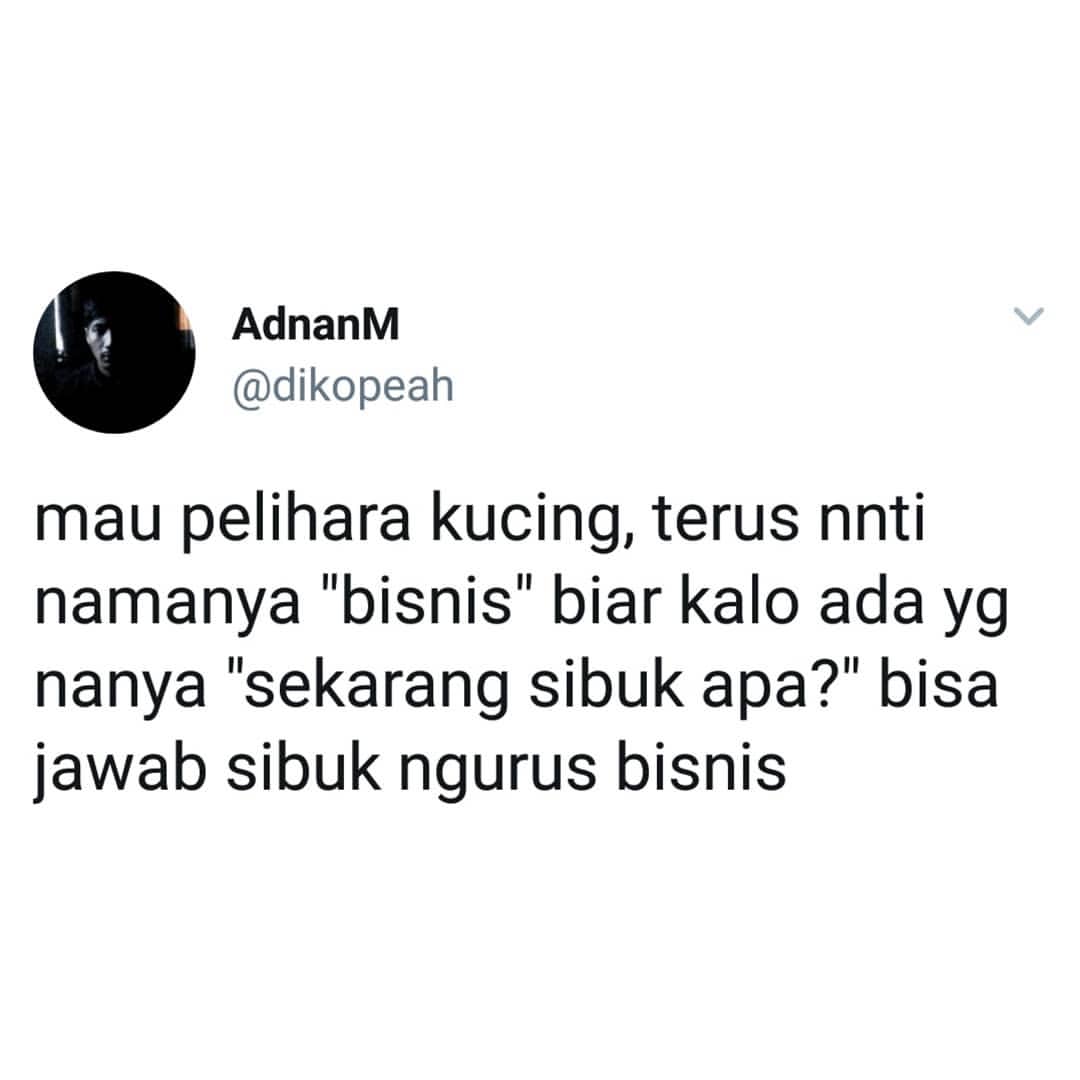 AdnanM
@dikopeah
mau pelihara kucing, terus nnti
namanya "bisnis" biar kalo ada yg
nanya "sekarang sibuk apa?" bisa
jawab sibuk ngurus bisnis